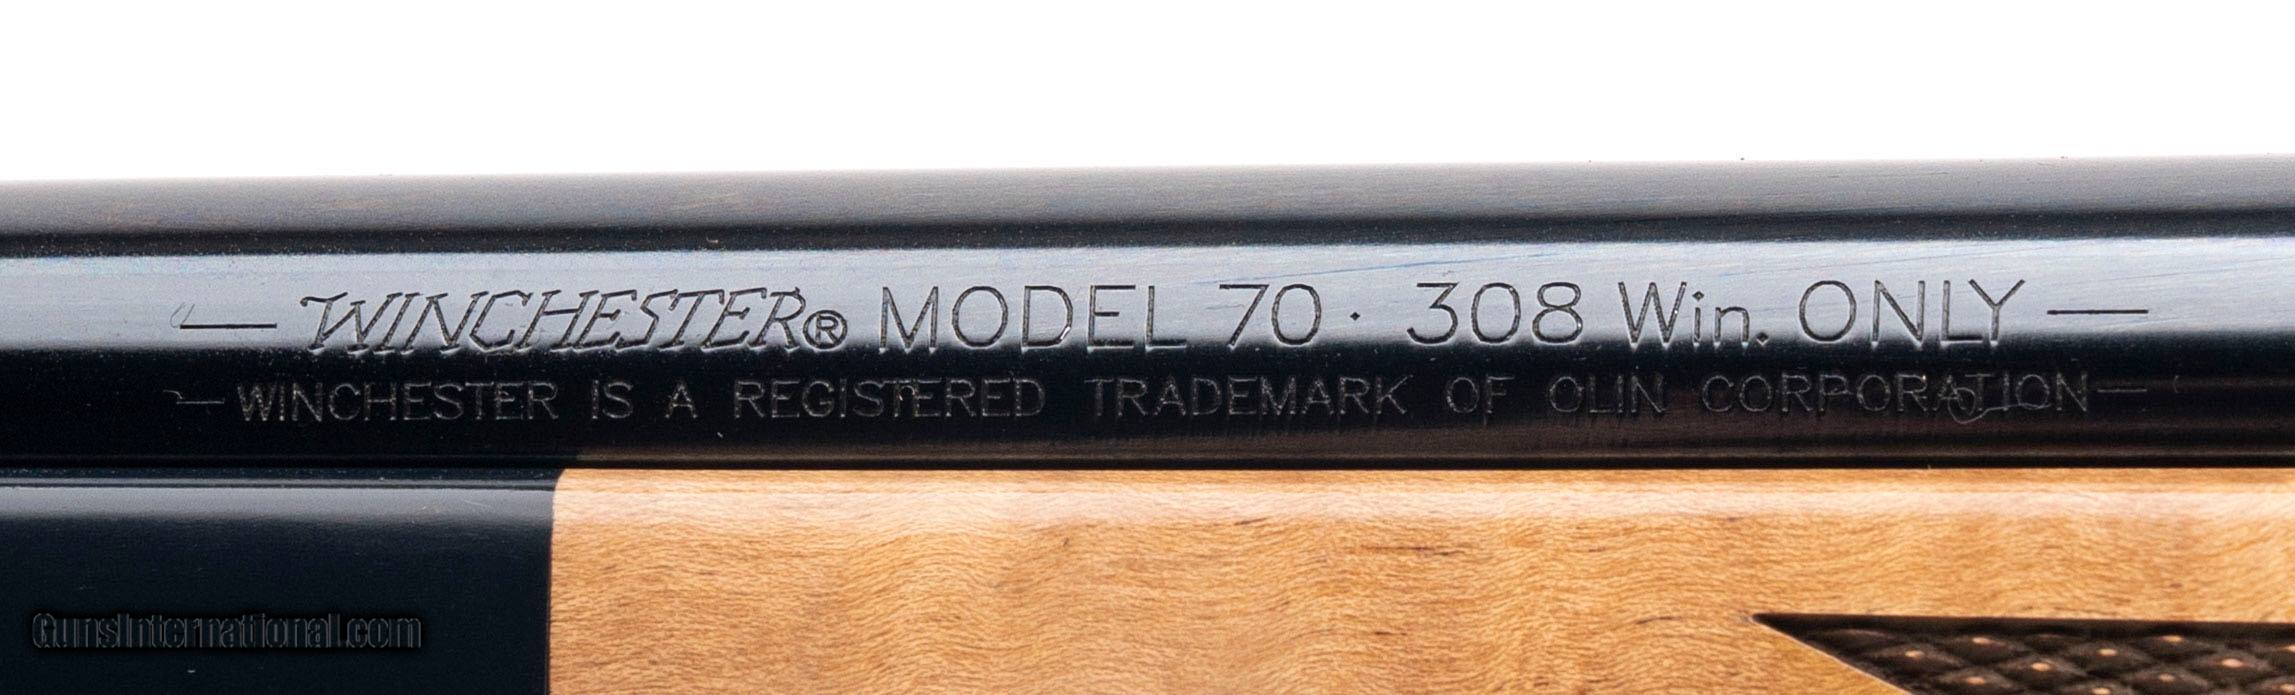 — WINCHESTER® MODEL 70 · 308 Win. ONLY —
— WINCHESTER IS A REGISTERED TRADEMARK OF OLIN CORPORATION —
GunsInternational.com